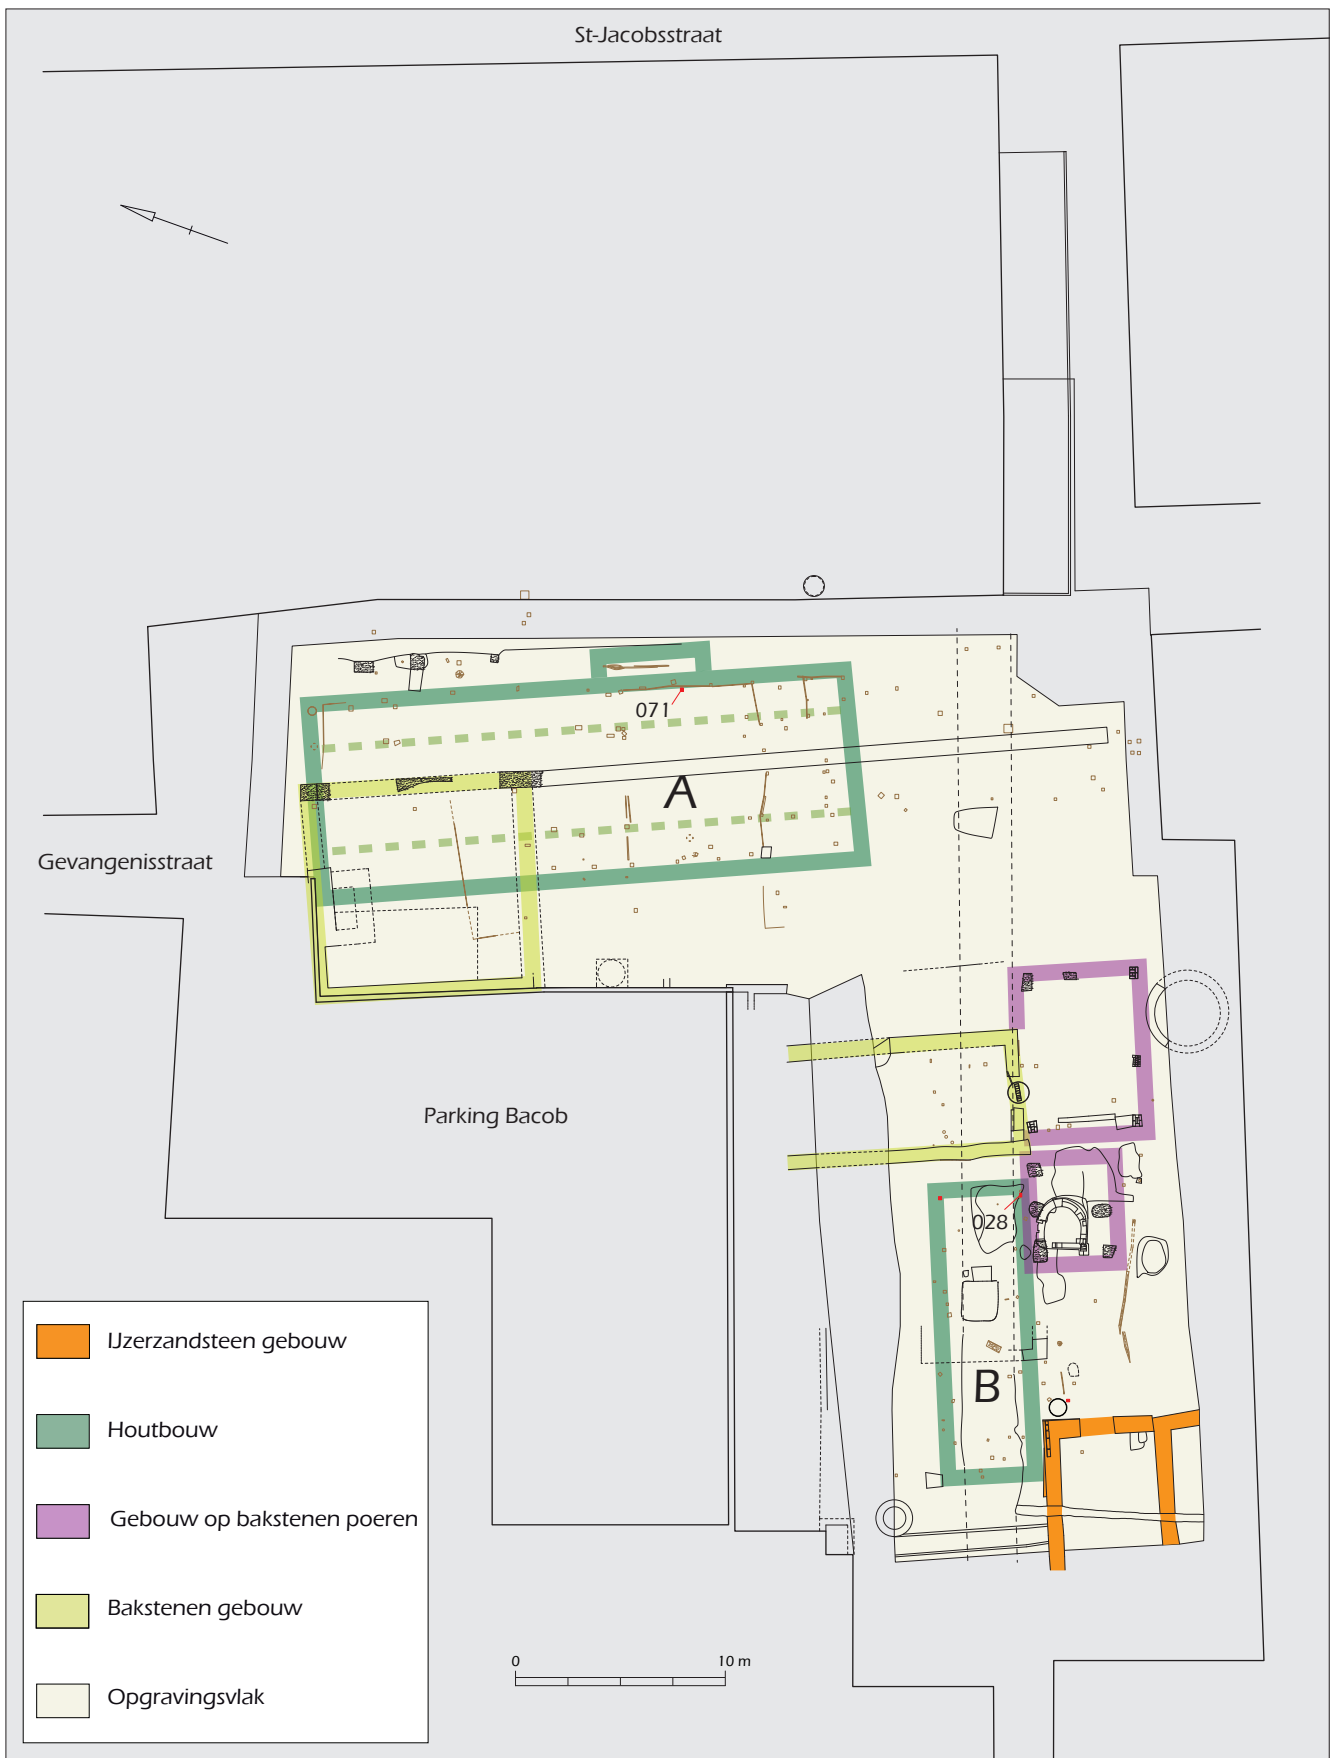 St-Jacobsstraat
071
A
Gevangenisstraat
Parking Bacob
028
B
IJzerzandsteen gebouw
Houtbouw
Gebouw op bakstenen poeren
Bakstenen gebouw
Opgravingsvlak
0 10 m